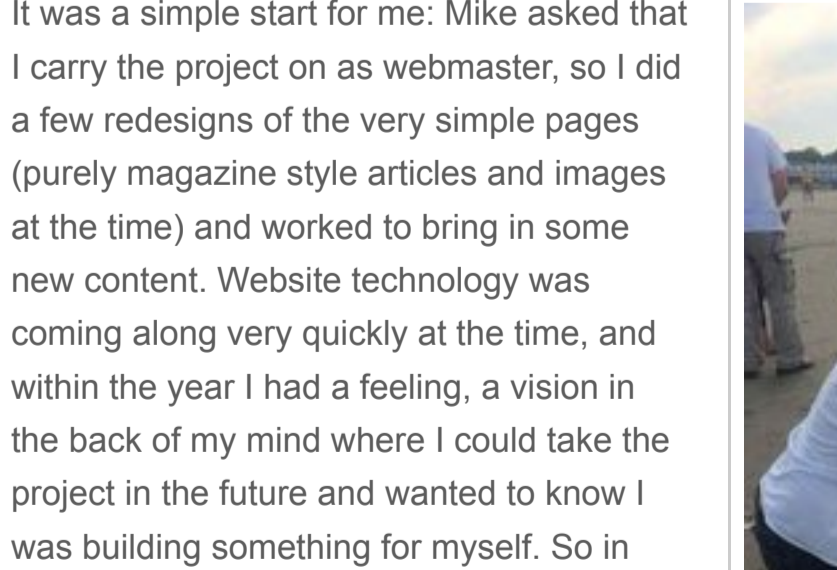 It was a simple start for me: Mike asked that
I carry the project on as webmaster, so I did
a few redesigns of the very simple pages
(purely magazine style articles and images
at the time) and worked to bring in some
new content. Website technology was
coming along very quickly at the time, and
within the year I had a feeling, a vision in
the back of my mind where I could take the
project in the future and wanted to know I
was building something for myself. So in